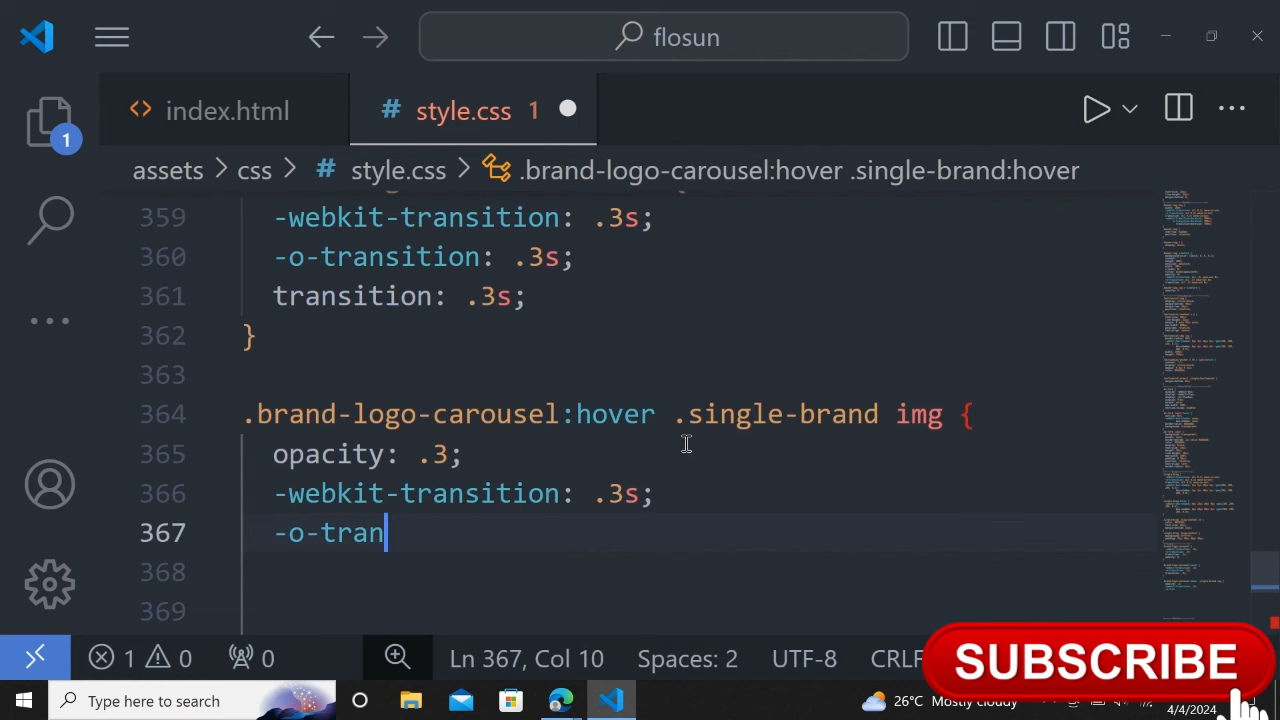 flosun
index.html
style.css 1
assets > css > # style.css > .brand-logo-carousel:hover .single-brand:hover
359 -webkit-transition: .3s;
360 -o-transition: .3s;
361 transition: .3s;
362 }
363
364 .brand-logo-carousel:hover .single-brand img {
365 opacity: .3;
366 -webkit-transition: .3s;
367 -o-tran
368
369
1 0 0 Ln 367, Col 10 Spaces: 2 UTF-8 CRLF
SUBSCRIBE
Type here to search
26°C Mostly cloudy
4/4/2024
1